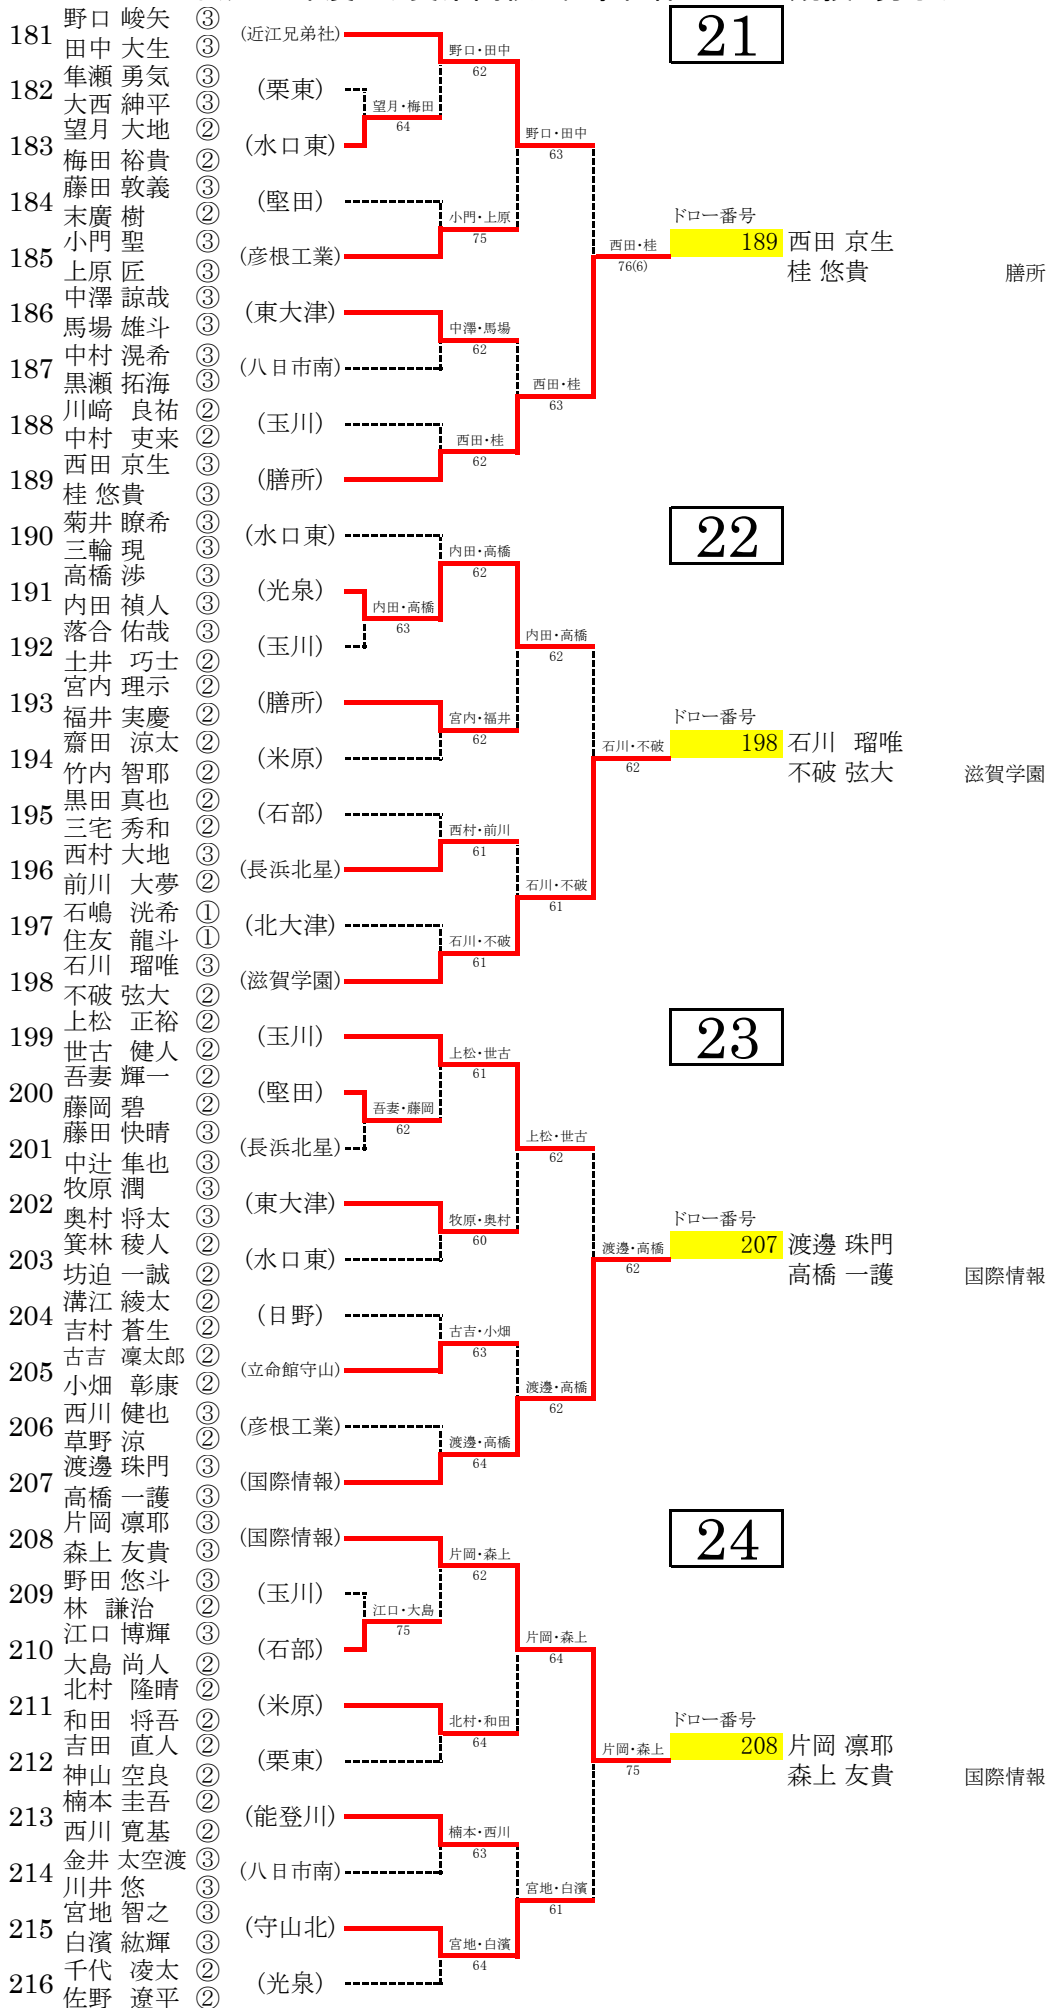 21
181 野口 峻矢 ③ (近江兄弟社)
田中 大生 ③
野口・田中
62
182 隼瀬 勇気 ③ (栗東)
大西 紳平 ③
望月・梅田
64
183 望月 大地 ② (水口東)
梅田 裕貴 ②
野口・田中
63
184 藤田 敦義 ③ (堅田)
末廣 樹 ②
小門・上原
75
185 小門 聖 ③ (彦根工業)
上原 匠 ③
西田・桂
76(6)
ドロー番号
189 西田 京生
桂 悠貴 膳所
186 中澤 諒哉 ③ (東大津)
馬場 雄斗 ③
中澤・馬場
62
187 中村 滉希 ③ (八日市南)
黒瀬 拓海 ③
西田・桂
63
188 川﨑 良祐 ② (玉川)
中村 吏来 ②
西田・桂
62
189 西田 京生 ③ (膳所)
桂 悠貴 ③
22
190 菊井 瞭希 ③ (水口東)
三輪 現 ③
内田・高橋
62
191 高橋 渉 ③ (光泉)
内田 禎人 ③
内田・高橋
63
192 落合 佑哉 ③ (玉川)
土井 巧士 ②
内田・高橋
62
193 宮内 理示 ② (膳所)
福井 実慶 ②
宮内・福井
62
194 齋田 涼太 ② (米原)
竹内 智耶 ②
石川・不破
62
ドロー番号
198 石川 瑠唯
不破 弦大 滋賀学園
195 黒田 真也 ② (石部)
三宅 秀和 ②
西村・前川
61
196 西村 大地 ③ (長浜北星)
前川 大夢 ②
石川・不破
61
197 石嶋 洸希 ① (北大津)
住友 龍斗 ①
石川・不破
61
198 石川 瑠唯 ③ (滋賀学園)
不破 弦大 ②
23
199 上松 正裕 ② (玉川)
世古 健人 ②
上松・世古
61
200 吾妻 輝一 ② (堅田)
藤岡 碧 ②
吾妻・藤岡
62
201 藤田 快晴 ③ (長浜北星)
中辻 隼也 ③
上松・世古
62
202 牧原 潤 ③ (東大津)
奥村 将太 ③
牧原・奥村
60
203 箕林 稜人 ② (水口東)
坊迫 一誠 ②
渡邊・高橋
62
ドロー番号
207 渡邊 珠門
高橋 一護 国際情報
204 溝江 綾太 ② (日野)
吉村 蒼生 ②
古吉・小畑
63
205 古吉 凜太郎 ② (立命館守山)
小畑 彰康 ②
渡邊・高橋
62
206 西川 健也 ③ (彦根工業)
草野 涼 ②
渡邊・高橋
64
207 渡邊 珠門 ③ (国際情報)
高橋 一護 ③
24
208 片岡 凛耶 ③ (国際情報)
森上 友貴 ③
片岡・森上
62
209 野田 悠斗 ③ (玉川)
林 謙治 ②
江口・大島
75
210 江口 博輝 ③ (石部)
大島 尚人 ②
片岡・森上
64
211 北村 隆晴 ② (米原)
和田 将吾 ②
北村・和田
64
212 吉田 直人 ② (栗東)
神山 空良 ②
片岡・森上
75
ドロー番号
208 片岡 凛耶
森上 友貴 国際情報
213 楠本 圭吾 ② (能登川)
西川 寛基 ②
楠本・西川
63
214 金井 太空渡 ③ (八日市南)
川井 悠 ③
宮地・白濱
61
215 宮地 智之 ③ (守山北)
白濱 紘輝 ③
宮地・白濱
64
216 千代 凌太 ② (光泉)
佐野 遼平 ②